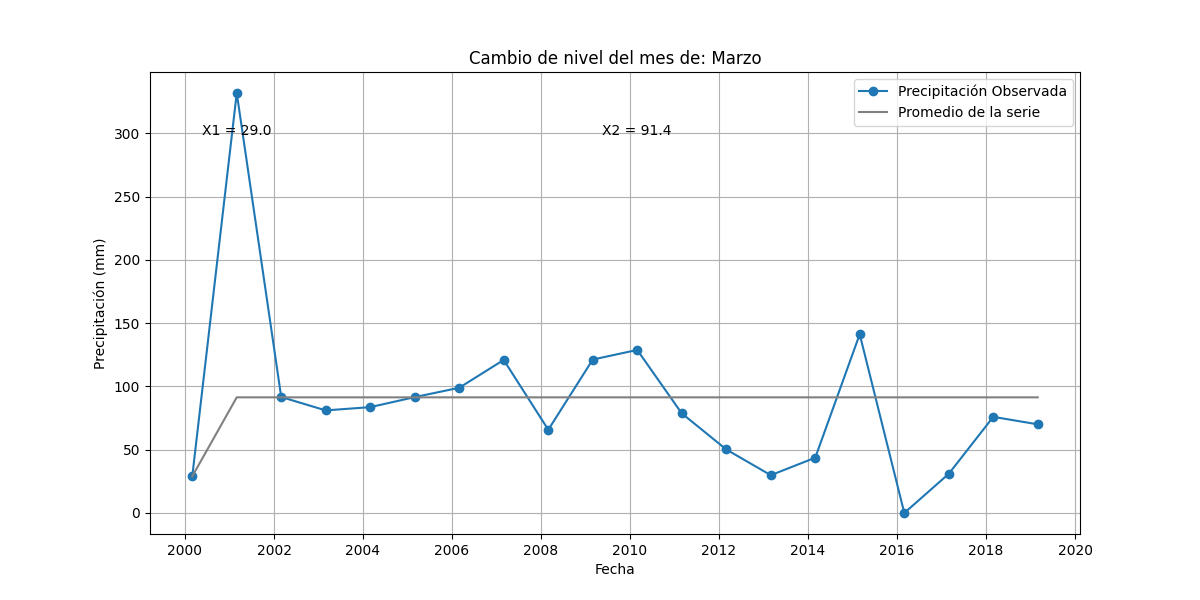 Cambio de nivel del mes de: Marzo
Precipitación Observada
Promedio de la serie
X1 = 29.0
X2 = 91.4
Precipitación (mm)
300
250
200
150
100
50
0
2000 2002 2004 2006 2008 2010 2012 2014 2016 2018 2020
Fecha